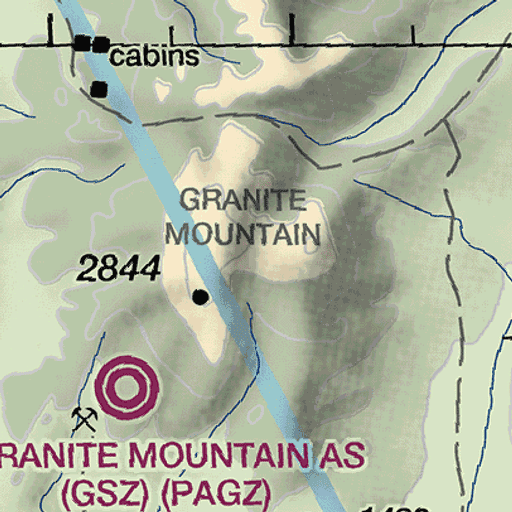 cabins
GRANITE
MOUNTAIN
2844
RANITE MOUNTAIN AS
(GSZ) (PAGZ)